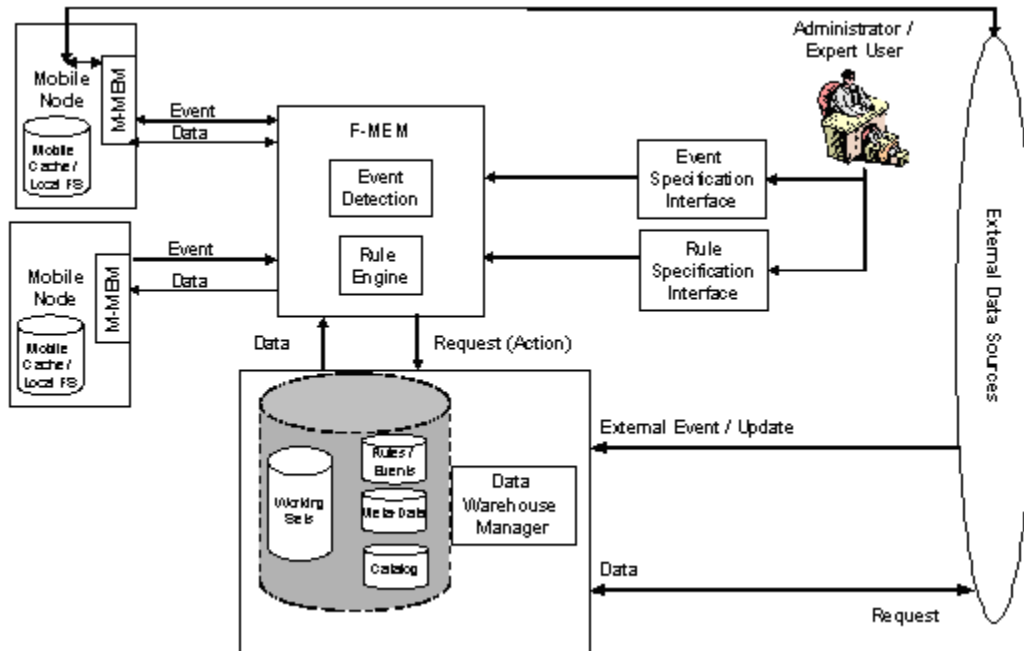 Administrator /
Expert User
Mobile
Node
M-MEM
Mobile
Cache /
Local FS
Event
Data
F-MEM
Event
Detection
Rule
Engine
Event
Specification
Interface
Rule
Specification
Interface
Mobile
Node
M-MEM
Mobile
Cache /
Local FS
Event
Data
External Data Sources
Data
Request (Action)
External Event / Update
Working
Sets
Rules /
Events
Meta-Data
Catalog
Data
Warehouse
Manager
Data
Request